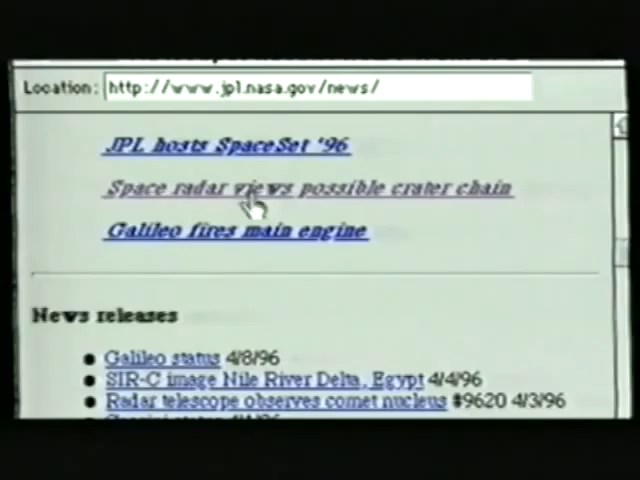 Location: http://www.jpl.nasa.gov/news/
JPL hosts SpaceSet '96
Space radar views possible crater chain
Galileo fires main engine
News releases
Galileo status 4/8/96
SIR-C image Nile River Delta, Egypt 4/4/96
Radar telescope observes comet nucleus #9620 4/3/96